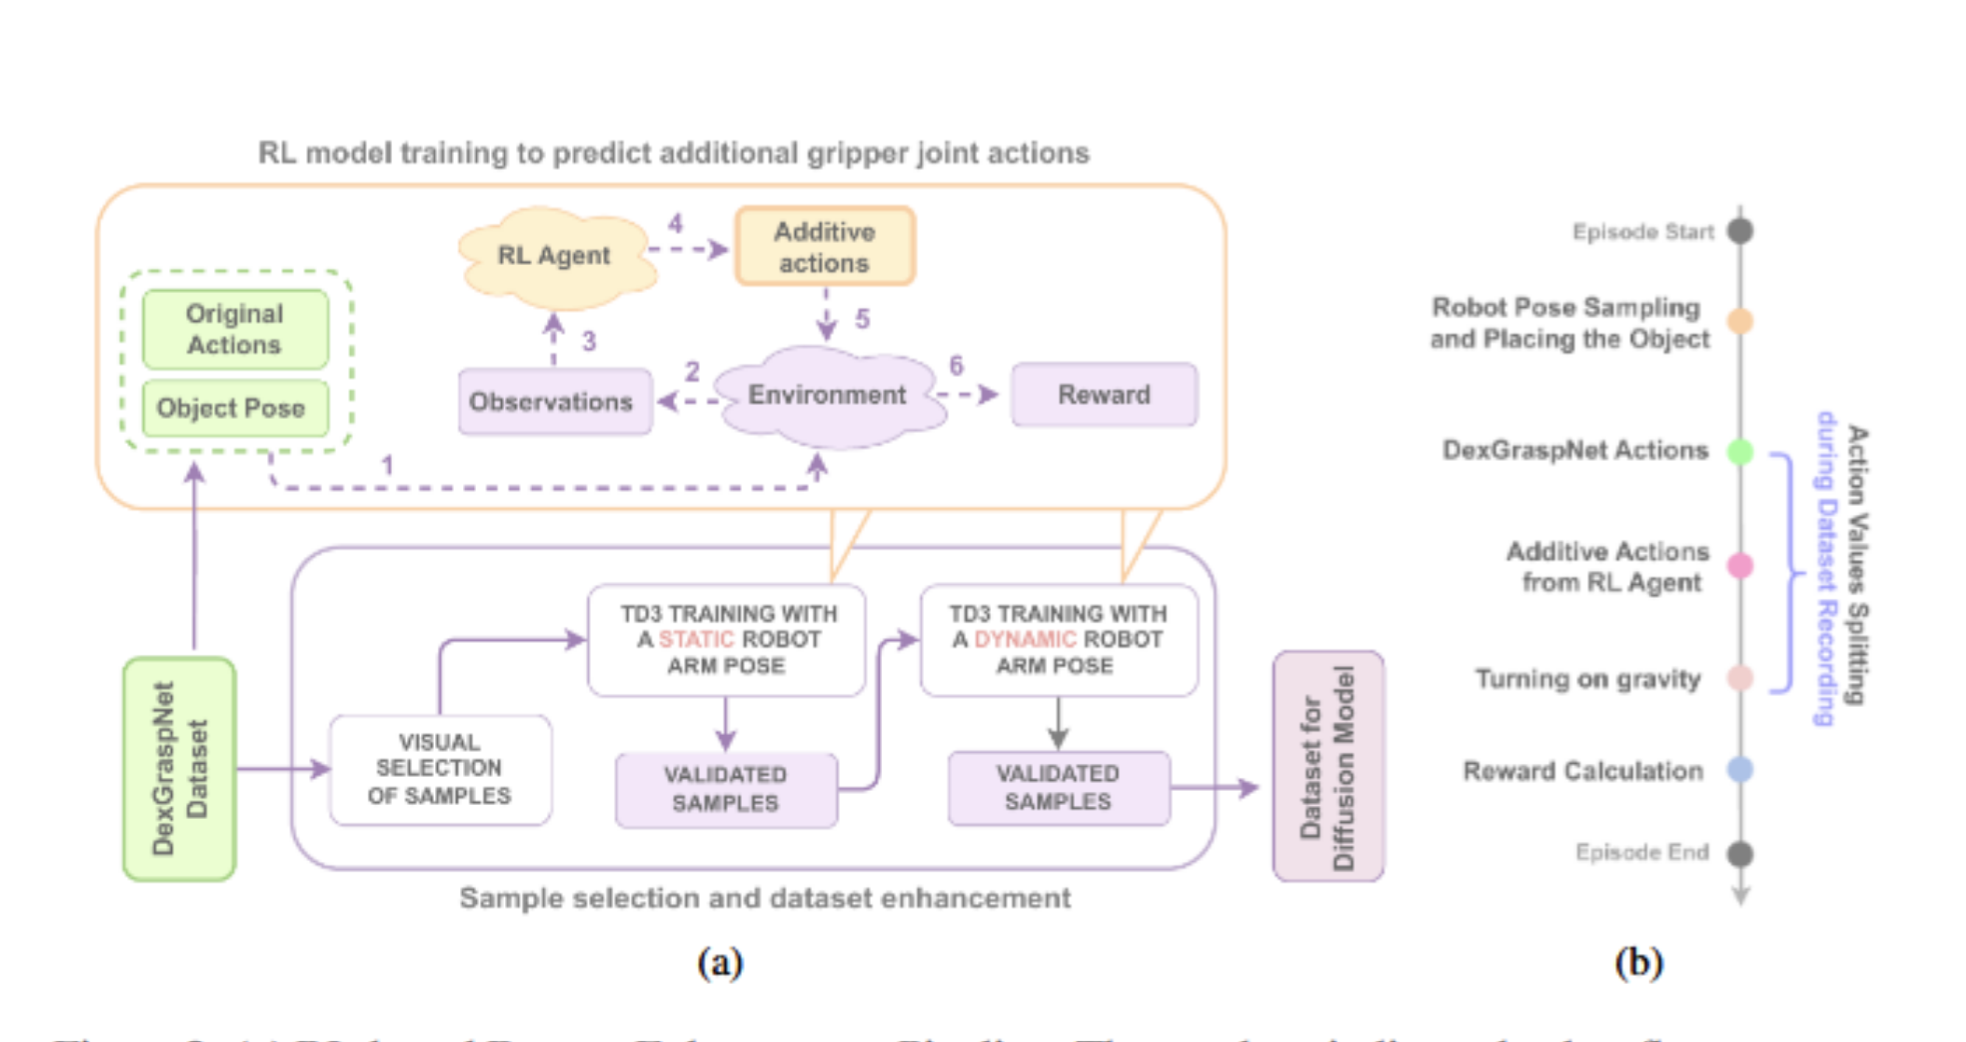 RL model training to predict additional gripper joint actions
Original
Actions
Object Pose
RL Agent
4
Additive
actions
3
5
Observations
2
Environment
6
Reward
1
DexGraspNet
Dataset
VISUAL
SELECTION
OF SAMPLES
TD3 TRAINING WITH
A STATIC ROBOT
ARM POSE
VALIDATED
SAMPLES
TD3 TRAINING WITH
A DYNAMIC ROBOT
ARM POSE
VALIDATED
SAMPLES
Dataset for
Diffusion Model
Sample selection and dataset enhancement
(a)
Episode Start
Robot Pose Sampling
and Placing the Object
DexGraspNet Actions
Additive Actions
from RL Agent
Turning on gravity
Reward Calculation
Episode End
Action Values Splitting
during Dataset Recording
(b)